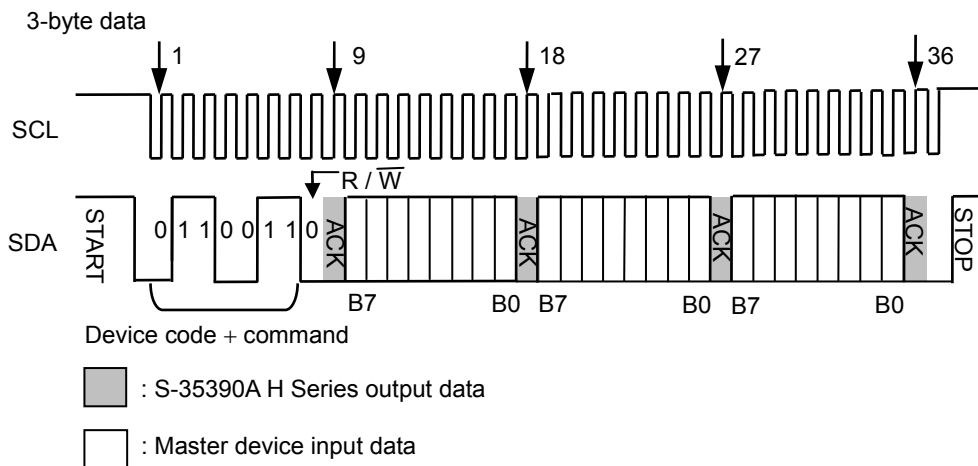 3-byte data
1 9 18 27 36
SCL
R / W
SDA
START 0 1 1 0 0 1 1 0 ACK ACK ACK ACK STOP
B7 B0 B7 B0 B7 B0
Device code + command
: S-35390A H Series output data
: Master device input data